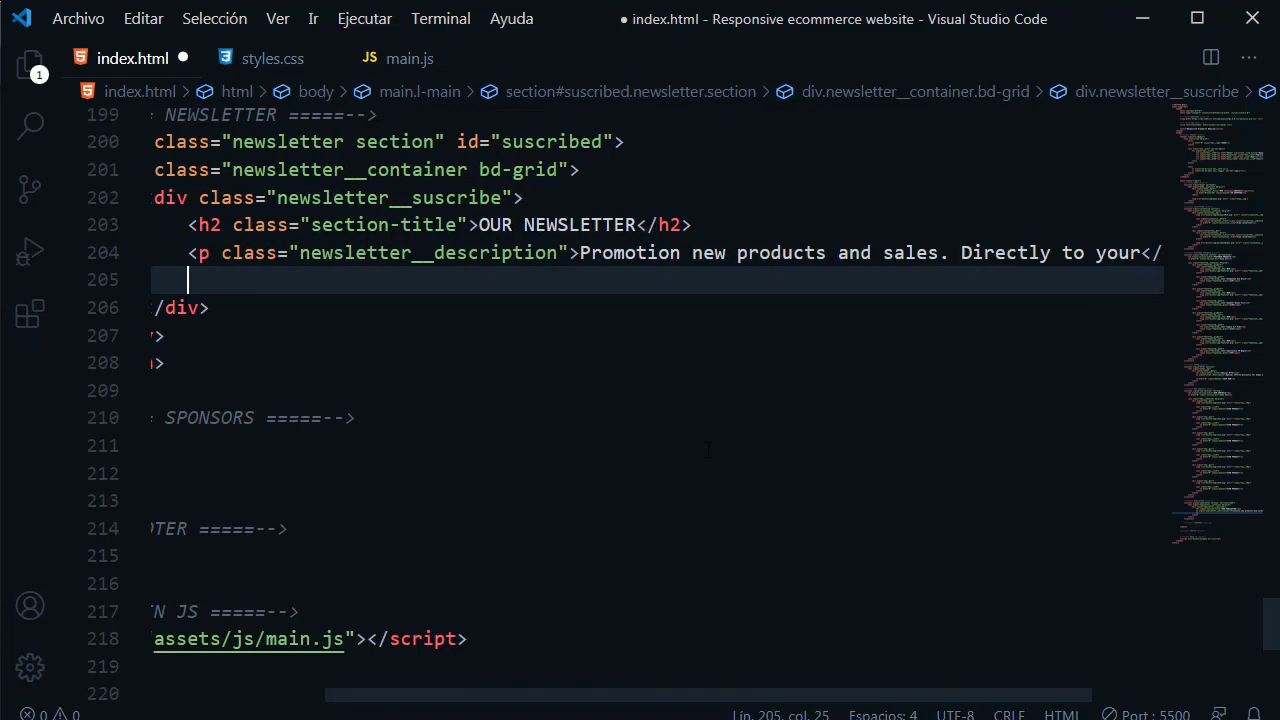 Archivo Editar Selección Ver Ir Ejecutar Terminal Ayuda ● index.html - Responsive ecommerce website - Visual Studio Code
index.html ● styles.css JS main.js
index.html > html > body > main.l-main > section#suscribed.newsletter.section > div.newsletter__container.bd-grid > div.newsletter__suscribe >
1
199 = NEWSLETTER =====-->
200 class="newsletter section" id="suscribed">
201 class="newsletter__container bd-grid">
202 div class="newsletter__suscribe">
203 <h2 class="section-title">OUR NEWSLETTER</h2>
204 <p class="newsletter__description">Promotion new products and sales. Directly to your</
205
206 /div>
207 >
208 >
209
210 = SPONSORS =====-->
211
212
213
214 OTER =====-->
215
216
217 IN JS =====-->
218 "assets/js/main.js"></script>
219
220
0 0 Lín. 205, col. 25 Espacios: 4 UTF-8 CRLF HTML Port : 5500